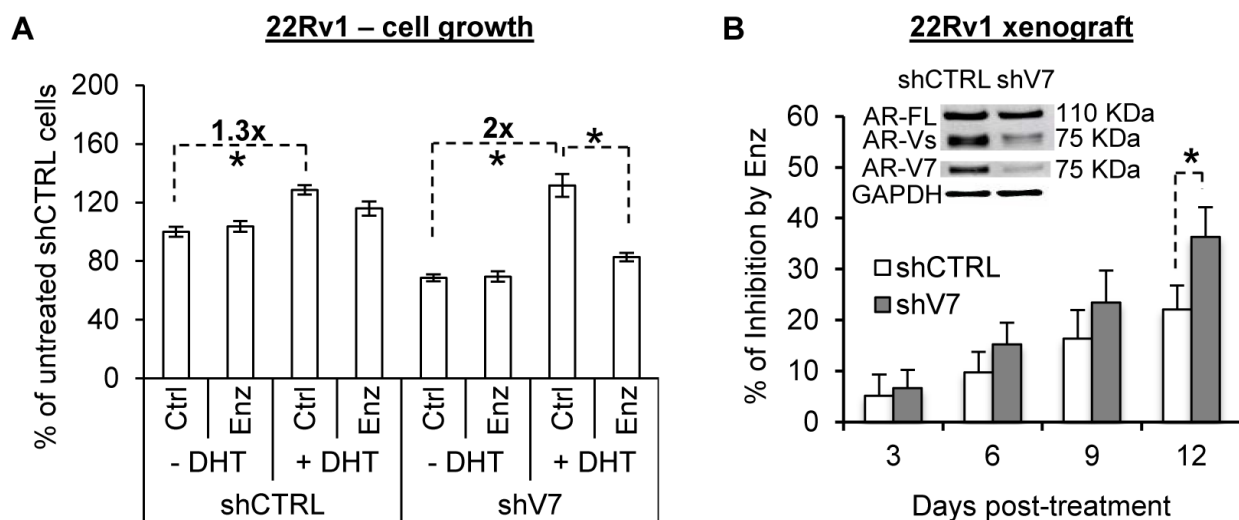 A
22Rv1 – cell growth
% of untreated shCTRL cells
200
160
120
80
40
0
1.3x
*
2x
*
*
Ctrl
Enz
Ctrl
Enz
Ctrl
Enz
Ctrl
Enz
- DHT
+ DHT
- DHT
+ DHT
shCTRL
shV7
B
22Rv1 xenograft
% of Inhibition by Enz
60
50
40
30
20
10
0
shCTRL shV7
AR-FL 110 KDa
AR-Vs 75 KDa
AR-V7 75 KDa
GAPDH
*
shCTRL
shV7
3 6 9 12
Days post-treatment